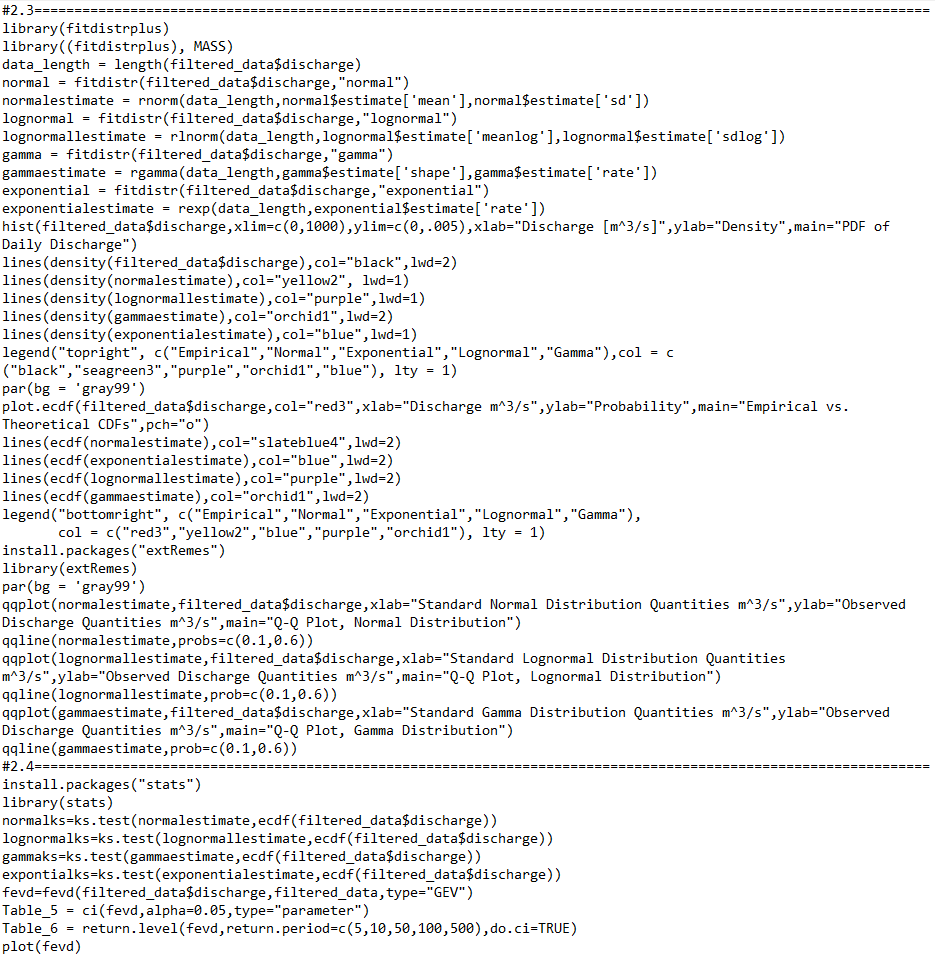 #2.3================================================================================================================
library(fitdistrplus)
library((fitdistrplus), MASS)
data_length = length(filtered_data$discharge)
normal = fitdistr(filtered_data$discharge,"normal")
normalestimate = rnorm(data_length,normal$estimate['mean'],normal$estimate['sd'])
lognormal = fitdistr(filtered_data$discharge,"lognormal")
lognormallestimate = rlnorm(data_length,lognormal$estimate['meanlog'],lognormal$estimate['sdlog'])
gamma = fitdistr(filtered_data$discharge,"gamma")
gammaestimate = rgamma(data_length,gamma$estimate['shape'],gamma$estimate['rate'])
exponential = fitdistr(filtered_data$discharge,"exponential")
exponentialestimate = rexp(data_length,exponential$estimate['rate'])
hist(filtered_data$discharge,xlim=c(0,1000),ylim=c(0,.005),xlab="Discharge [m^3/s]",ylab="Density",main="PDF of
Daily Discharge")
lines(density(filtered_data$discharge),col="black",lwd=2)
lines(density(normalestimate),col="yellow2", lwd=1)
lines(density(lognormallestimate),col="purple",lwd=1)
lines(density(gammaestimate),col="orchid1",lwd=2)
lines(density(exponentialestimate),col="blue",lwd=1)
legend("topright", c("Empirical","Normal","Exponential","Lognormal","Gamma"),col = c
("black","seagreen3","purple","orchid1","blue"), lty = 1)
par(bg = 'gray99')
plot.ecdf(filtered_data$discharge,col="red3",xlab="Discharge m^3/s",ylab="Probability",main="Empirical vs.
Theoretical CDFs",pch="o")
lines(ecdf(normalestimate),col="slateblue4",lwd=2)
lines(ecdf(exponentialestimate),col="blue",lwd=2)
lines(ecdf(lognormallestimate),col="purple",lwd=2)
lines(ecdf(gammaestimate),col="orchid1",lwd=2)
legend("bottomright", c("Empirical","Normal","Exponential","Lognormal","Gamma"),
       col = c("red3","yellow2","blue","purple","orchid1"), lty = 1)
install.packages("extRemes")
library(extRemes)
par(bg = 'gray99')
qqplot(normalestimate,filtered_data$discharge,xlab="Standard Normal Distribution Quantities m^3/s",ylab="Observed
Discharge Quantities m^3/s",main="Q-Q Plot, Normal Distribution")
qqline(normalestimate,probs=c(0.1,0.6))
qqplot(lognormallestimate,filtered_data$discharge,xlab="Standard Lognormal Distribution Quantities
m^3/s",ylab="Observed Discharge Quantities m^3/s",main="Q-Q Plot, Lognormal Distribution")
qqline(lognormallestimate,prob=c(0.1,0.6))
qqplot(gammaestimate,filtered_data$discharge,xlab="Standard Gamma Distribution Quantities m^3/s",ylab="Observed
Discharge Quantities m^3/s",main="Q-Q Plot, Gamma Distribution")
qqline(gammaestimate,prob=c(0.1,0.6))
#2.4================================================================================================================
install.packages("stats")
library(stats)
normalks=ks.test(normalestimate,ecdf(filtered_data$discharge))
lognormalks=ks.test(lognormallestimate,ecdf(filtered_data$discharge))
gammaks=ks.test(gammaestimate,ecdf(filtered_data$discharge))
expontialks=ks.test(exponentialestimate,ecdf(filtered_data$discharge))
fevd=fevd(filtered_data$discharge,filtered_data,type="GEV")
Table_5 = ci(fevd,alpha=0.05,type="parameter")
Table_6 = return.level(fevd,return.period=c(5,10,50,100,500),do.ci=TRUE)
plot(fevd)